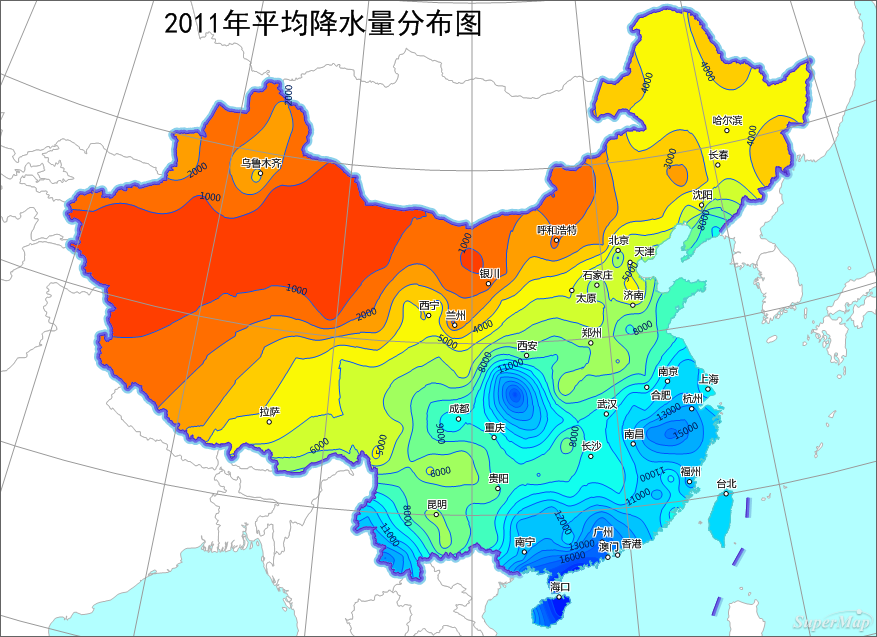 2011年平均降水量分布图
4000
4000
2000
哈尔滨
4000
长春
3000
乌鲁木齐
2000
1000
沈阳
8000
呼和浩特
1000
北京
天津
5000
银川
石家庄
太原
济南
1000
西宁
兰州
2000
4000
5000
郑州
8000
西安
8000
11000
南京
上海
合肥
杭州
拉萨
成都
武汉
13000
重庆
9000
8000
南昌
15000
6000
5000
长沙
6000
贵阳
福州
11000
11000
台北
昆明
8000
12000
11000
广州
南宁
13000
澳门
香港
16000
海口
SuperMap